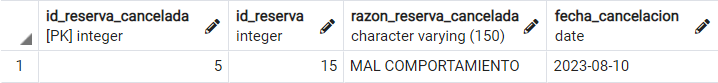 id_reserva_cancelada id_reserva razon_reserva_cancelada fecha_cancelacion
[PK] integer integer character varying (150) date
1 5 15 MAL COMPORTAMIENTO 2023-08-10